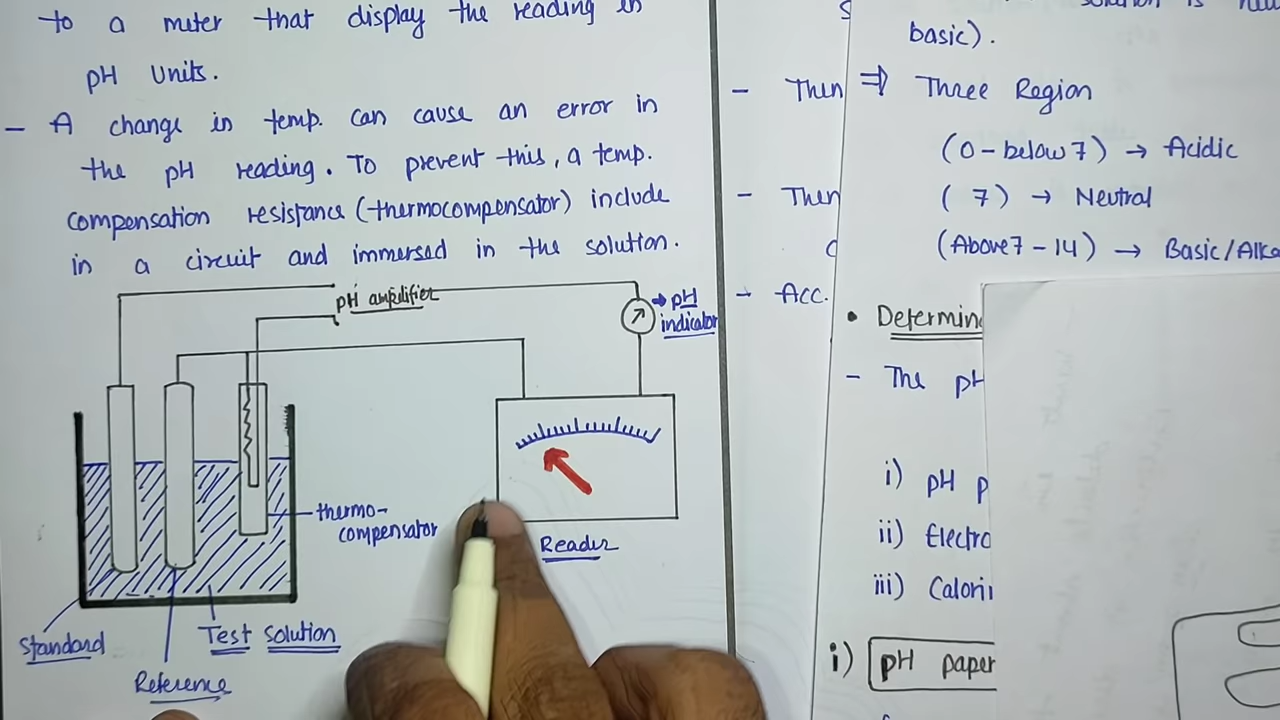 to a meter that display the reading in
pH Units.
- A change in temp. can cause an error in
the pH reading. To prevent this, a temp.
compensation resistance (thermocompensator) include
in a circuit and immersed in the solution.
pH amplifier
→ pH
indicator
thermo-
compensator
Reader
Standard
Test solution
Reference
- Then
- Then
- Acc.
is
basic).
⇒ Three Region
(0 - below 7) → Acidic
( 7 ) → Neutral
(Above 7 - 14) → Basic/Alka
• Determin
- The pH
i) pH p
ii) Electro
iii) Calori
i) pH paper